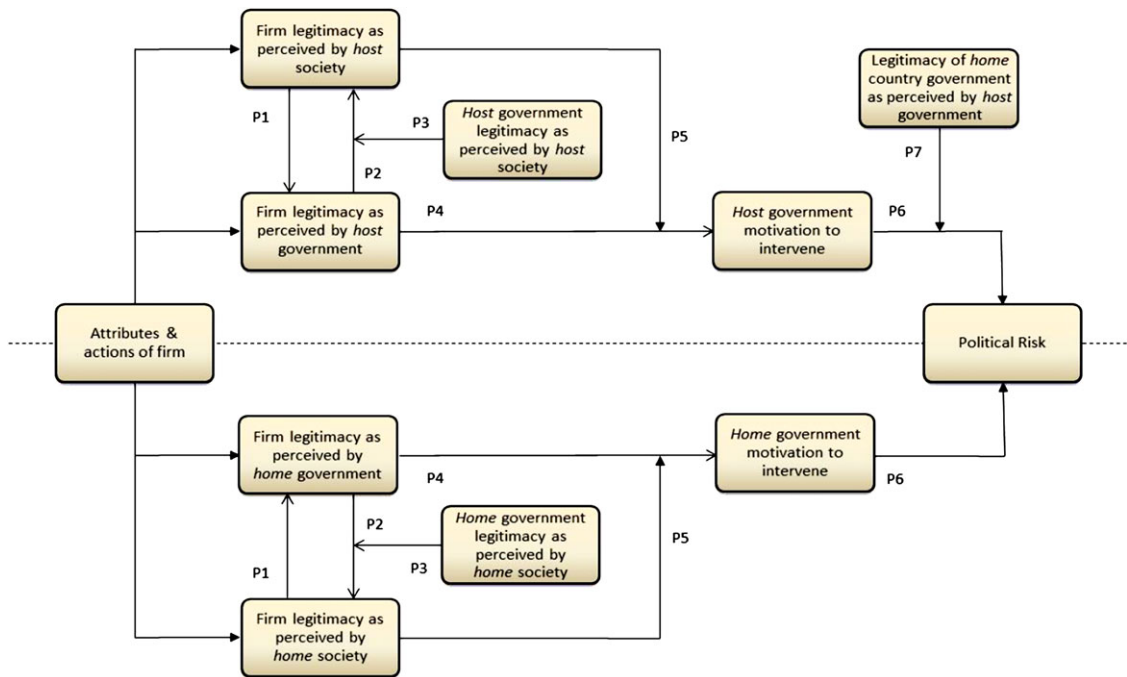 Firm legitimacy as
perceived by host
society
Legitimacy of home
country government
as perceived by host
government
P1
P3
Host government
legitimacy as
perceived by host
society
P5
P7
P2
Firm legitimacy as
perceived by host
government
P4
Host government
motivation to
intervene
P6
Attributes &
actions of firm
Political Risk
Firm legitimacy as
perceived by
home government
P4
Home government
motivation to
intervene
P6
P2
Home government
legitimacy as
perceived by
home society
P5
P1
P3
Firm legitimacy as
perceived by
home society